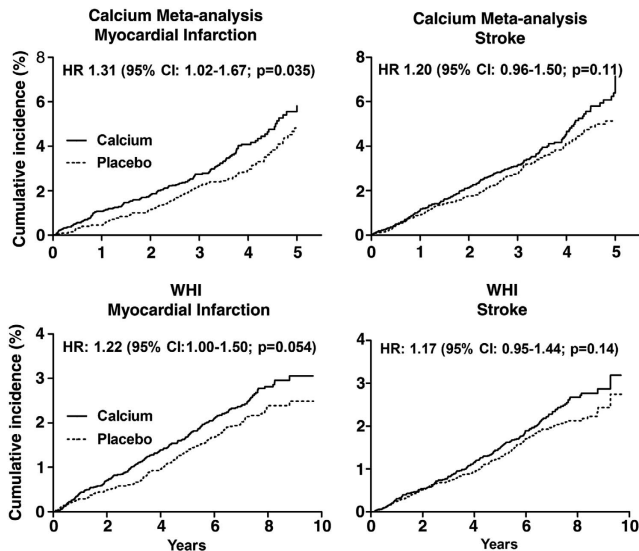 Calcium Meta-analysis
Myocardial Infarction
HR 1.31 (95% CI: 1.02-1.67; p=0.035)
Cumulative incidence (%)
8
6
4
2
0
Calcium
Placebo
1
2
3
4
5
Calcium Meta-analysis
Stroke
HR 1.20 (95% CI: 0.96-1.50; p=0.11)
8
6
4
2
0
0
1
2
3
4
5
WHI
Myocardial Infarction
HR: 1.22 (95% CI:1.00-1.50; p=0.054)
Cumulative incidence (%)
4
3
2
1
0
Calcium
Placebo
0
2
4
6
8
10
Years
WHI
Stroke
HR: 1.17 (95% CI: 0.95-1.44; p=0.14)
4
3
2
1
0
0
2
4
6
8
10
Years